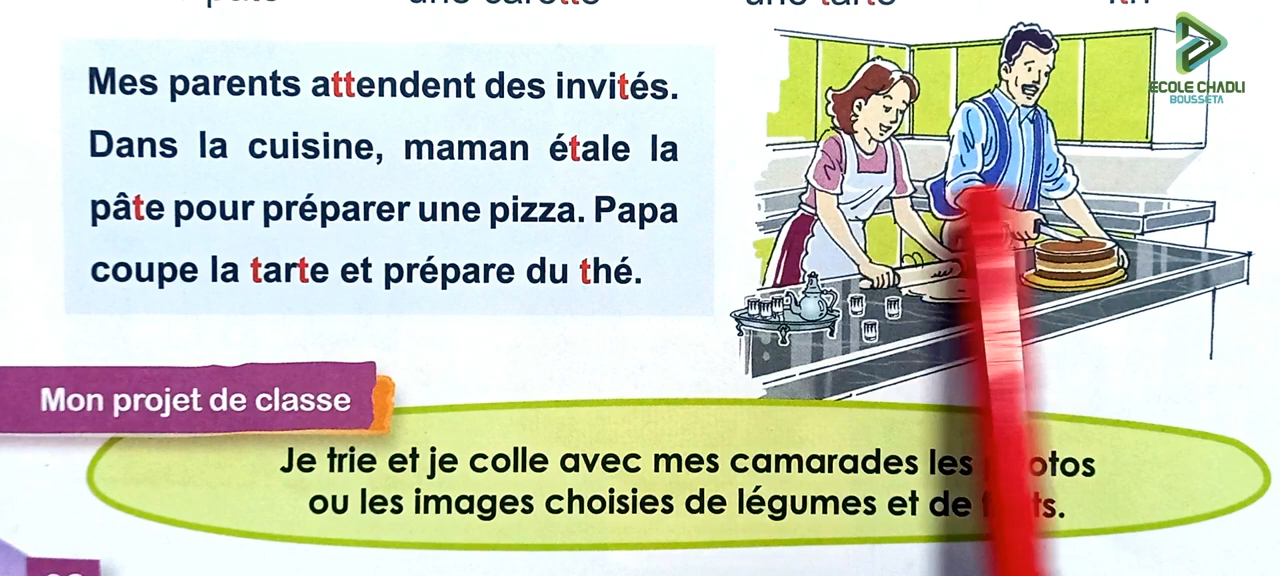 Mes parents attendent des invités.
Dans la cuisine, maman étale la
pâte pour préparer une pizza. Papa
coupe la tarte et prépare du thé.
Mon projet de classe
Je trie et je colle avec mes camarades les
ou les images choisies de légumes et de
ECOLE CHADLI
BOUSSETA